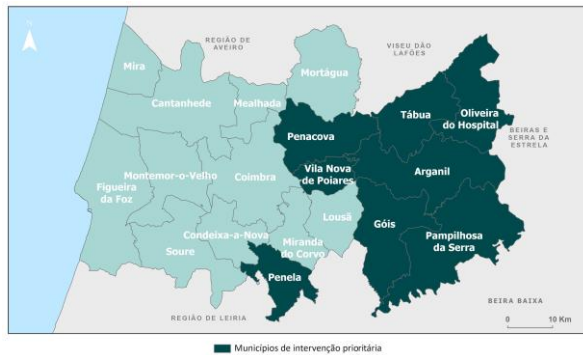 N
REGIÃO DE
AVEIRO
VISEU DÃO
LAFÕES
Mira
Mortágua
Cantanhede
Mealhada
Tábua
Oliveira
do Hospital
Penacova
BEIRAS E
SERRA DA
ESTRELA
Vila Nova
de Poiares
Arganil
Montemor-o-Velho
Coimbra
Figueira
da Foz
Lousã
Góis
Condeixa-a-Nova
Miranda
do Corvo
Pampilhosa
da Serra
Soure
Penela
BEIRA BAIXA
REGIÃO DE LEIRIA
0 10 Km
Municípios de intervenção prioritária